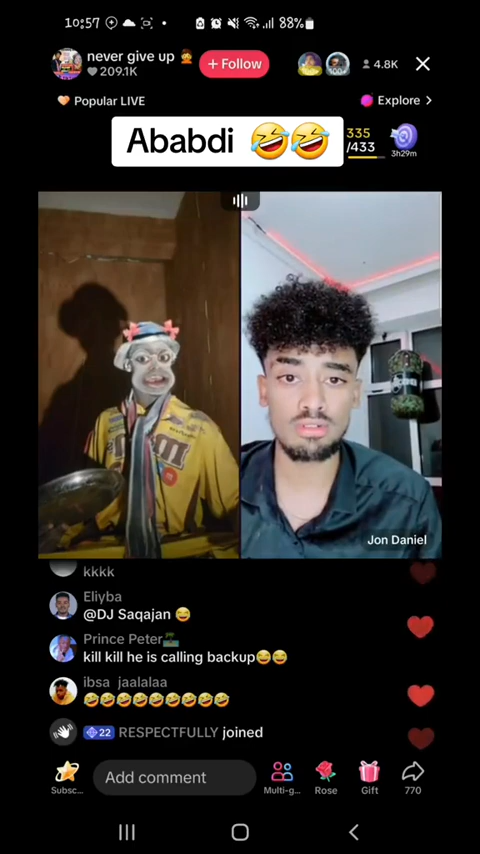 10:57
88%
never give up 🙅
209.1K
+ Follow
4.8K
Popular LIVE
Explore >
Ababdi 🤣🤣
335
/433
3h29m
m
Jon Daniel
kkkk
Eliyba
@DJ Saqajan 😅
Prince Peter🏝️
kill kill he is calling backup😂😂
ibsa jaalalaa
🤣🤣🤣🤣🤣🤣🤣🤣🤣
22 RESPECTFULLY joined
Add comment
Subsc...
Multi-g...
Rose
Gift
770